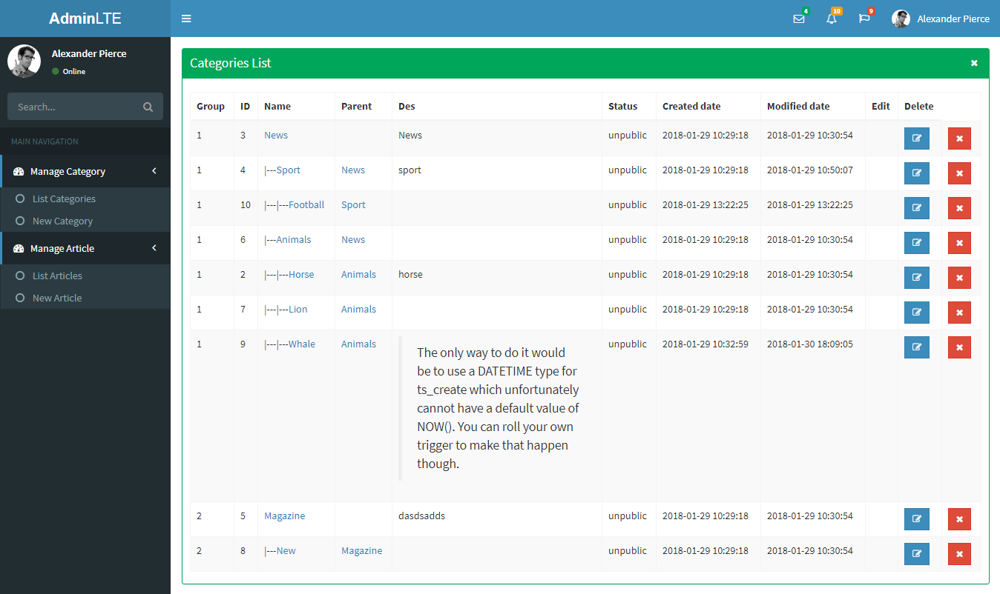 AdminLTE
4
10
9
Alexander Pierce
Alexander Pierce
Online
Search...
MAIN NAVIGATION
Manage Category
List Categories
New Category
Manage Article
List Articles
New Article
Categories List
Group ID Name Parent Des Status Created date Modified date Edit Delete
1 3 News News unpublic 2018-01-29 10:29:18 2018-01-29 10:30:54
1 4 |---Sport News sport unpublic 2018-01-29 10:29:18 2018-01-29 10:50:07
1 10 |---|---Football Sport unpublic 2018-01-29 13:22:25 2018-01-29 13:22:25
1 6 |---Animals News unpublic 2018-01-29 10:29:18 2018-01-29 10:30:54
1 2 |---|---Horse Animals horse unpublic 2018-01-29 10:29:18 2018-01-29 10:30:54
1 7 |---|---Lion Animals unpublic 2018-01-29 10:29:18 2018-01-29 10:30:54
1 9 |---|---Whale Animals unpublic 2018-01-29 10:32:59 2018-01-30 18:09:05
The only way to do it would
be to use a DATETIME type for
ts_create which unfortunately
cannot have a default value of
NOW(). You can roll your own
trigger to make that happen
though.
2 5 Magazine dasdsadds unpublic 2018-01-29 10:29:18 2018-01-29 10:30:54
2 8 |---New Magazine unpublic 2018-01-29 10:29:18 2018-01-29 10:30:54